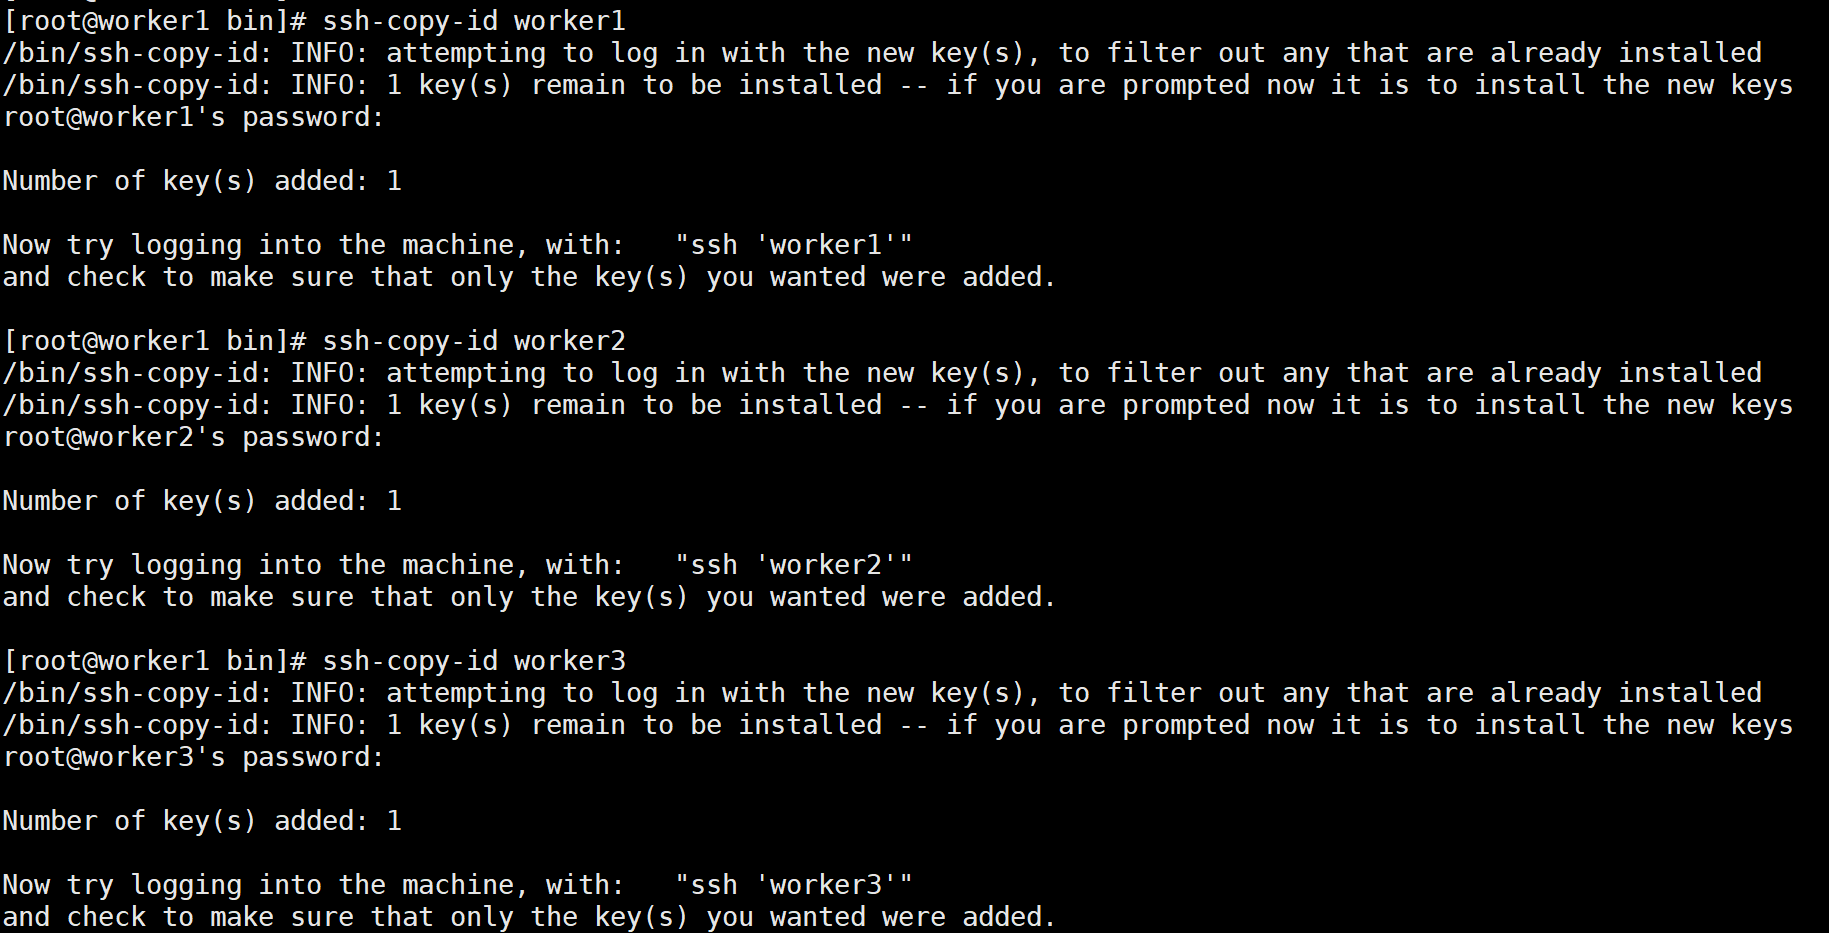 [root@worker1 bin]# ssh-copy-id worker1
/bin/ssh-copy-id: INFO: attempting to log in with the new key(s), to filter out any that are already installed
/bin/ssh-copy-id: INFO: 1 key(s) remain to be installed -- if you are prompted now it is to install the new keys
root@worker1's password:
Number of key(s) added: 1
Now try logging into the machine, with:   "ssh 'worker1'"
and check to make sure that only the key(s) you wanted were added.
[root@worker1 bin]# ssh-copy-id worker2
/bin/ssh-copy-id: INFO: attempting to log in with the new key(s), to filter out any that are already installed
/bin/ssh-copy-id: INFO: 1 key(s) remain to be installed -- if you are prompted now it is to install the new keys
root@worker2's password:
Number of key(s) added: 1
Now try logging into the machine, with:   "ssh 'worker2'"
and check to make sure that only the key(s) you wanted were added.
[root@worker1 bin]# ssh-copy-id worker3
/bin/ssh-copy-id: INFO: attempting to log in with the new key(s), to filter out any that are already installed
/bin/ssh-copy-id: INFO: 1 key(s) remain to be installed -- if you are prompted now it is to install the new keys
root@worker3's password:
Number of key(s) added: 1
Now try logging into the machine, with:   "ssh 'worker3'"
and check to make sure that only the key(s) you wanted were added.